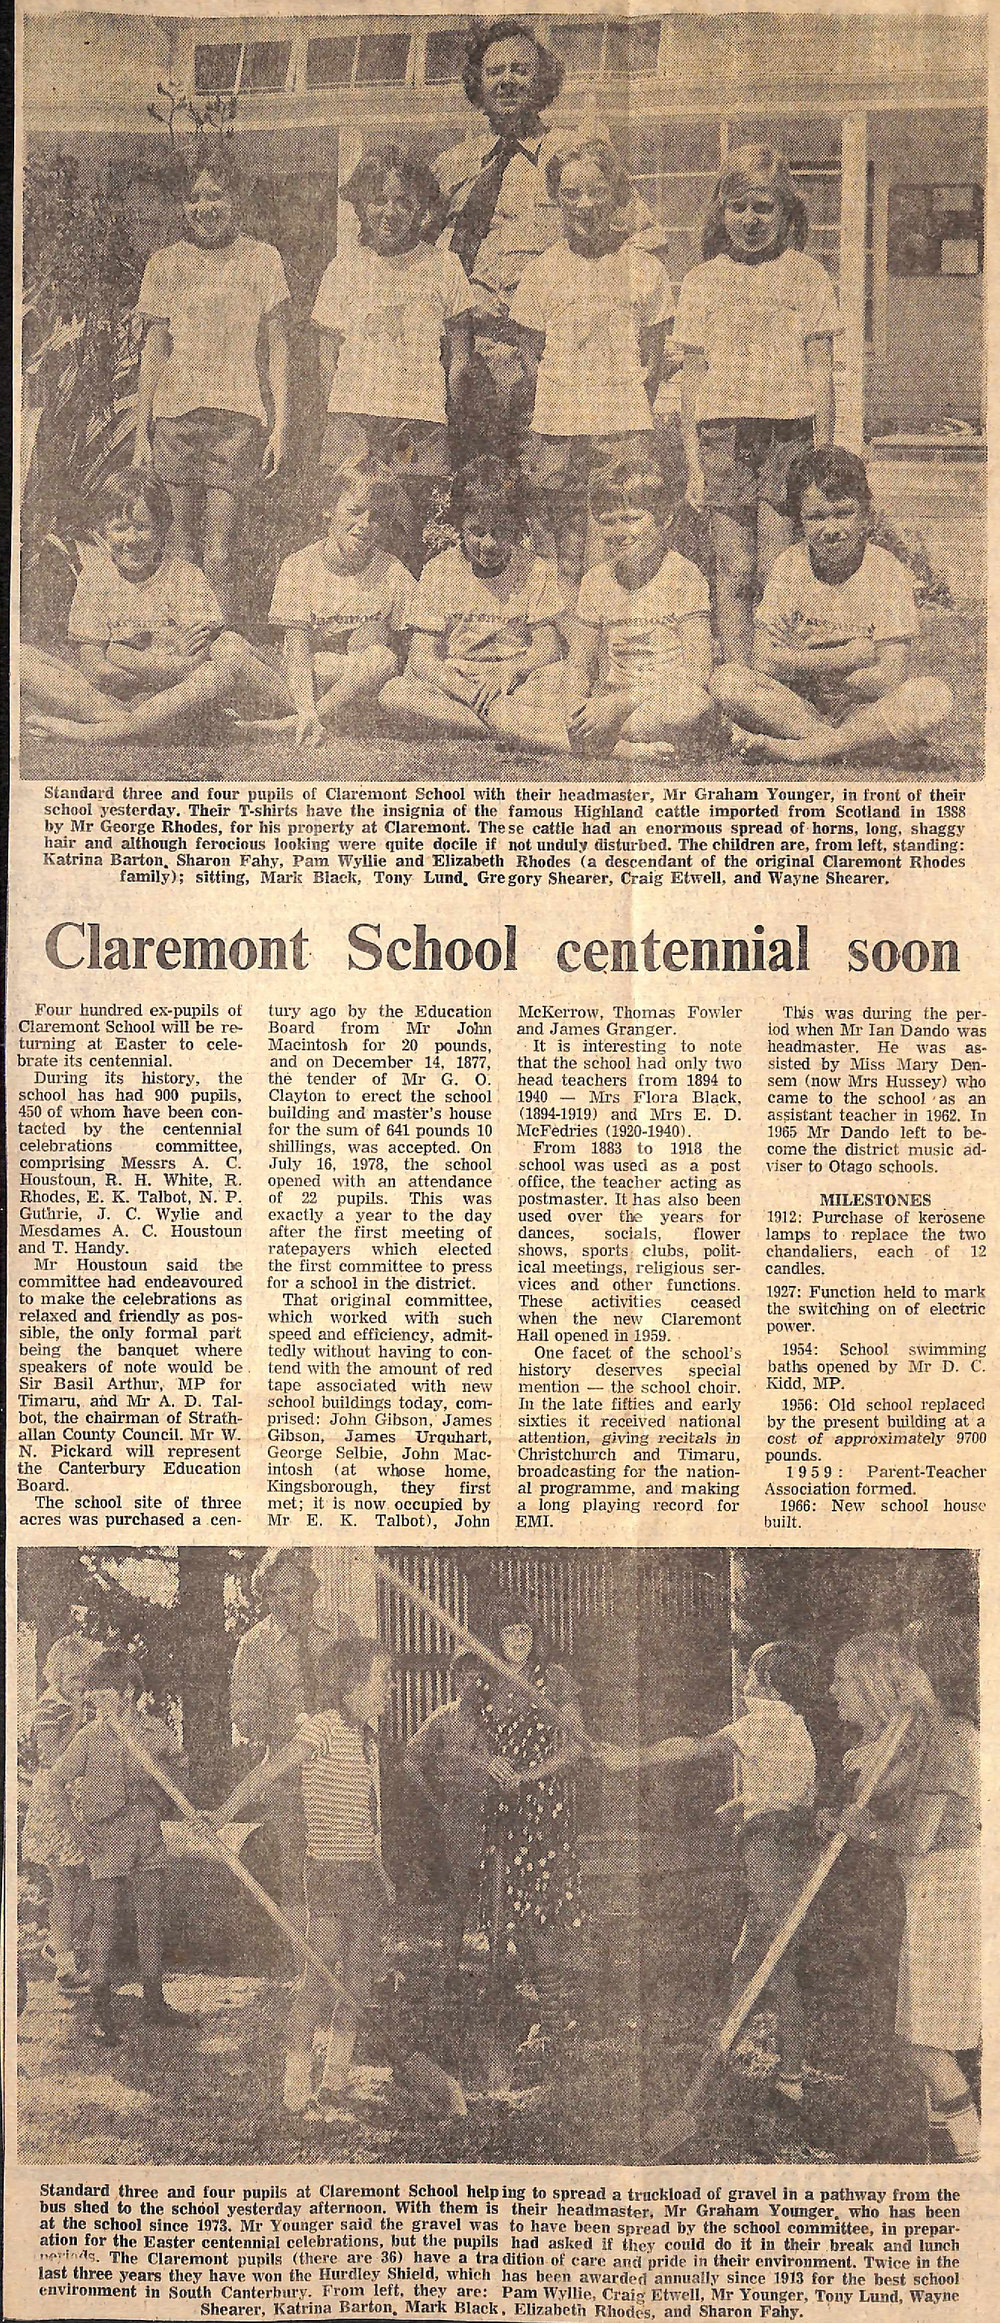 Standard three and four pupils of Claremont School with their headmaster, Mr Graham Younger, in front of their
school yesterday. Their T-shirts have the insignia of the famous Highland cattle imported from Scotland in 1888
by Mr George Rhodes, for his property at Claremont. These cattle had an enormous spread of horns, long, shaggy
hair and although ferocious looking were quite docile if not unduly disturbed. The children are, from left, standing:
Katrina Barton, Sharon Fahy, Pam Wyllie and Elizabeth Rhodes (a descendant of the original Claremont Rhodes
family); sitting, Mark Black, Tony Lund, Gregory Shearer, Craig Etwell, and Wayne Shearer.
Claremont School centennial soon
Four hundred ex-pupils of
Claremont School will be re-
turning at Easter to cele-
brate its centennial.
During its history, the
school has had 900 pupils,
450 of whom have been con-
tacted by the centennial
celebrations committee,
comprising Messrs A. C.
Houstoun, R. H. White, R.
Rhodes, E. K. Talbot, N. P.
Guthrie, J. C. Wylie and
Mesdames A. C. Houstoun
and T. Handy.
Mr Houstoun said the
committee had endeavoured
to make the celebrations as
relaxed and friendly as pos-
sible, the only formal part
being the banquet where
speakers of note would be
Sir Basil Arthur, MP for
Timaru, and Mr A. D. Tal-
bot, the chairman of Strath-
allan County Council. Mr W.
N. Pickard will represent
the Canterbury Education
Board.
The school site of three
acres was purchased a cen-
tury ago by the Education
Board from Mr John
Macintosh for 20 pounds,
and on December 14, 1877,
the tender of Mr G. O.
Clayton to erect the school
building and master's house
for the sum of 641 pounds 10
shillings, was accepted. On
July 16, 1978, the school
opened with an attendance
of 22 pupils. This was
exactly a year to the day
after the first meeting of
ratepayers which elected
the first committee to press
for a school in the district.
That original committee,
which worked with such
speed and efficiency, admit-
tedly without having to con-
tend with the amount of red
tape associated with new
school buildings today, com-
prised: John Gibson, James
Gibson, James Urquhart,
George Selbie, John Mac-
intosh (at whose home,
Kingsborough, they first
met; it is now occupied by
Mr E. K. Talbot), John
McKerrow, Thomas Fowler
and James Granger.
It is interesting to note
that the school had only two
head teachers from 1894 to
1940 — Mrs Flora Black,
(1894-1919) and Mrs E. D.
McFedries (1920-1940).
From 1883 to 1918 the
school was used as a post
office, the teacher acting as
postmaster. It has also been
used over the years for
dances, socials, flower
shows, sports clubs, polit-
ical meetings, religious ser-
vices and other functions.
These activities ceased
when the new Claremont
Hall opened in 1959.
One facet of the school's
history deserves special
mention — the school choir.
In the late fifties and early
sixties it received national
attention, giving recitals in
Christchurch and Timaru,
broadcasting for the nation-
al programme, and making
a long playing record for
EMI.
This was during the per-
iod when Mr Ian Dando was
headmaster. He was as-
sisted by Miss Mary Den-
sem (now Mrs Hussey) who
came to the school as an
assistant teacher in 1962. In
1965 Mr Dando left to be-
come the district music ad-
viser to Otago schools.
MILESTONES
1912: Purchase of kerosene
lamps to replace the two
chandaliers, each of 12
candles.
1927: Function held to mark
the switching on of electric
power.
1954: School swimming
baths opened by Mr D. C.
Kidd, MP.
1956: Old school replaced
by the present building at a
cost of approximately 9700
pounds.
1959: Parent-Teacher
Association formed.
1966: New school house
built.
Standard three and four pupils at Claremont School helping to spread a truckload of gravel in a pathway from the
bus shed to the school yesterday afternoon. With them is their headmaster, Mr Graham Younger, who has been
at the school since 1973. Mr Younger said the gravel was to have been spread by the school committee, in prepar-
ation for the Easter centennial celebrations, but the pupils had asked if they could do it in their break and lunch
periods. The Claremont pupils (there are 36) have a tradition of care and pride in their environment. Twice in the
last three years they have won the Hurdley Shield, which has been awarded annually since 1913 for the best school
environment in South Canterbury. From left, they are: Pam Wyllie, Craig Etwell, Mr Younger, Tony Lund, Wayne
Shearer, Katrina Barton, Mark Black, Elizabeth Rhodes, and Sharon Fahy.